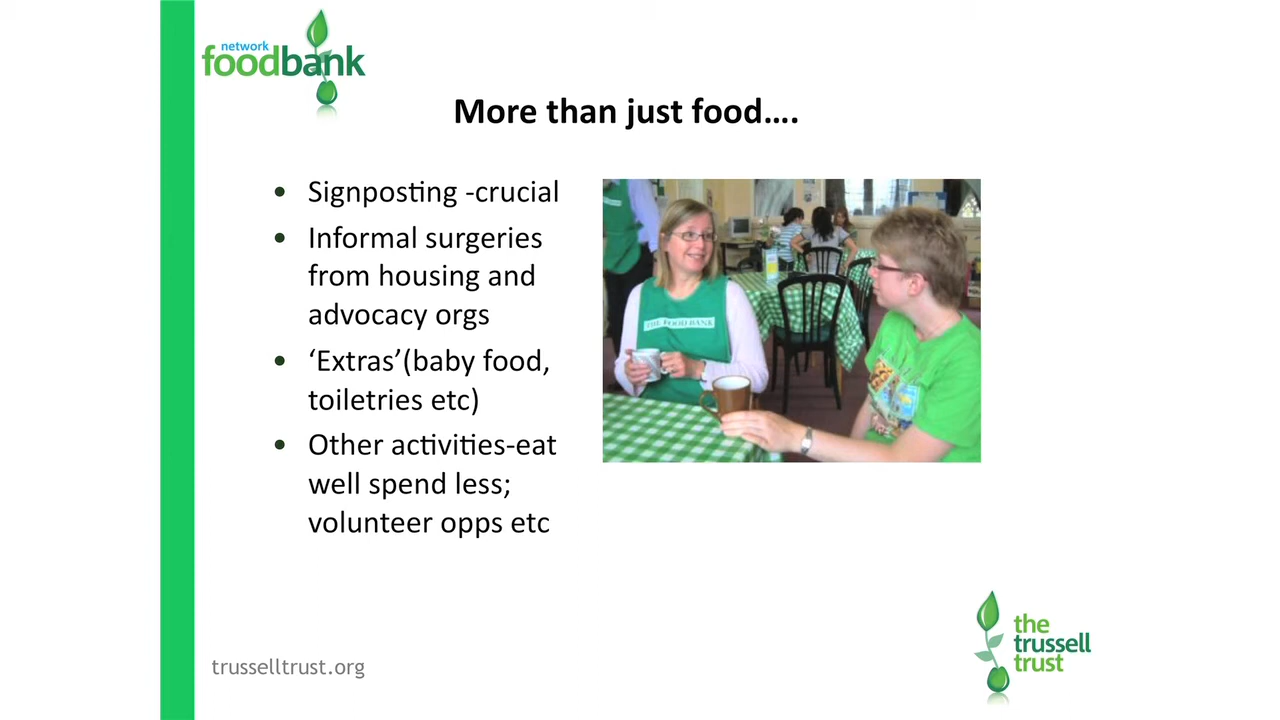 network
foodbank
More than just food....
• Signposting -crucial
• Informal surgeries
from housing and
advocacy orgs
• ‘Extras’(baby food,
toiletries etc)
• Other activities-eat
well spend less;
volunteer opps etc
THE FOOD BANK
the
trussell
trust
trusselltrust.org